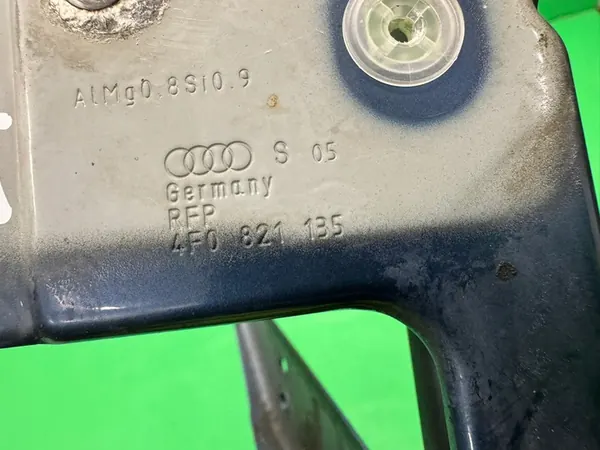 AlMg0.8Si0.9
S 05
Germany
RFP
4F0 821 135